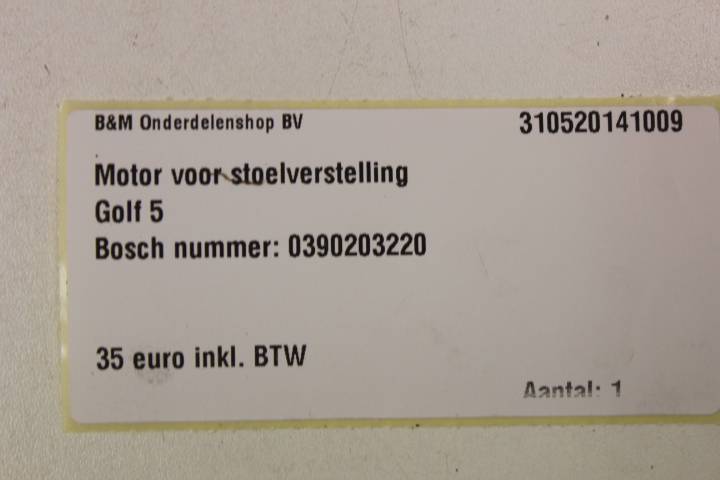 B&M Onderdelenshop BV 310520141009
Motor voor stoelverstelling
Golf 5
Bosch nummer: 0390203220
35 euro inkl. BTW
Aantal: 1